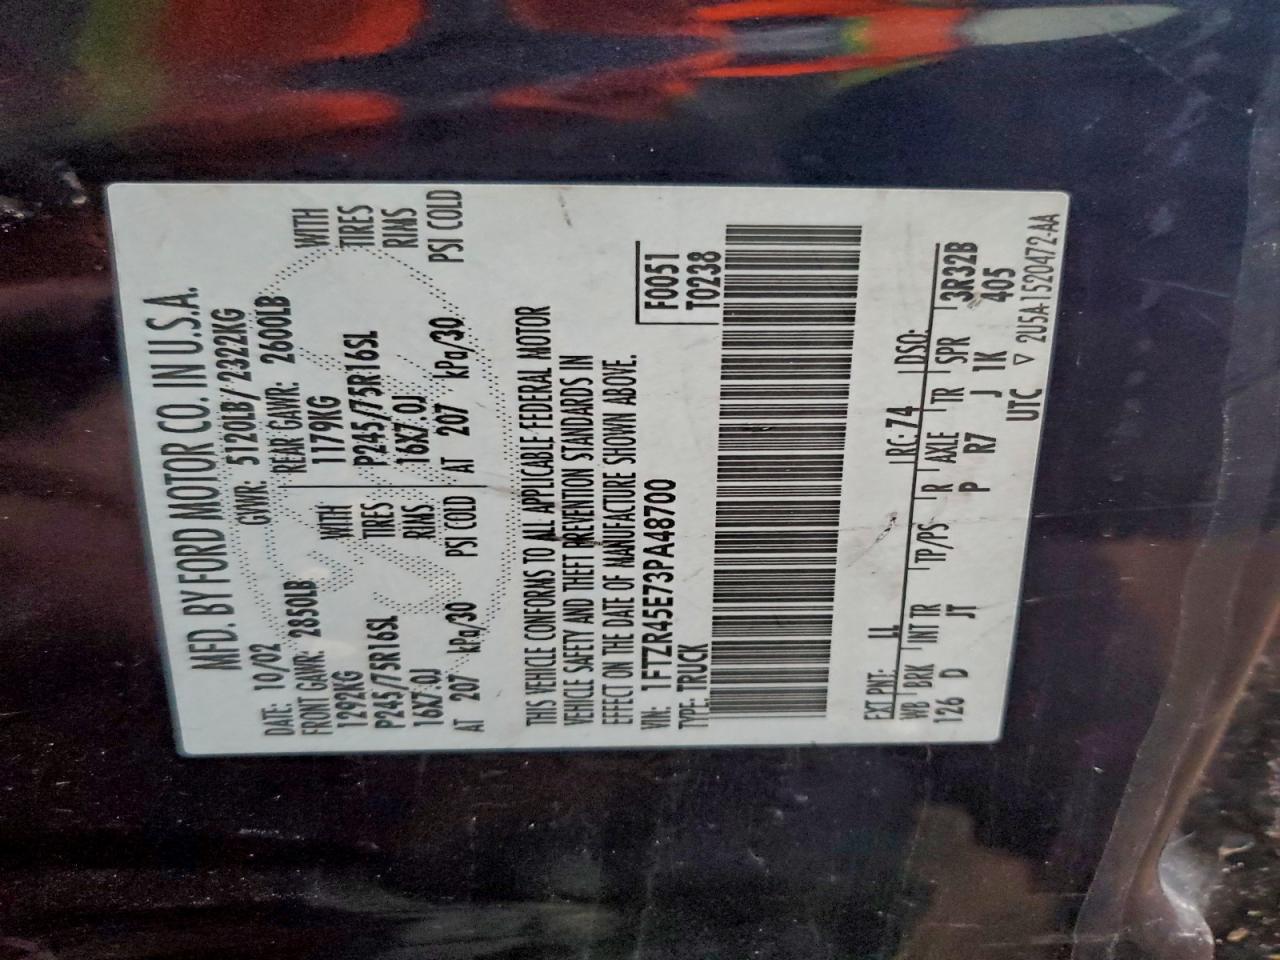 MFD. BY FORD MOTOR CO. IN U.S.A.
DATE: 10/02 GVWR: 5120LB/ 2322KG
FRONT GAWR: 2850LB REAR GAWR: 2600LB
1292KG WITH 1179KG WITH
P245/75R16SL TIRES P245/75R16SL TIRES
16X7.0J RIMS 16X7.0J RIMS
AT 207 kPa/30 PSI COLD AT 207 kPa/30 PSI COLD
THIS VEHICLE CONFORMS TO ALL APPLICABLE FEDERAL MOTOR
VEHICLE SAFETY AND THEFT PREVENTION STANDARDS IN
EFFECT ON THE DATE OF MANUFACTURE SHOWN ABOVE.
VIN: 1FTZR45E73PA48700 F0051
TYPE: TRUCK T0238
EXT PNT: LL RC: 74 DSO:
WB BRK INT TR TP/PS R AXLE TR SPR 3R32B
126 D JT P R7 J 1K 405
UTC ▽ 2U5A-1520472-AA